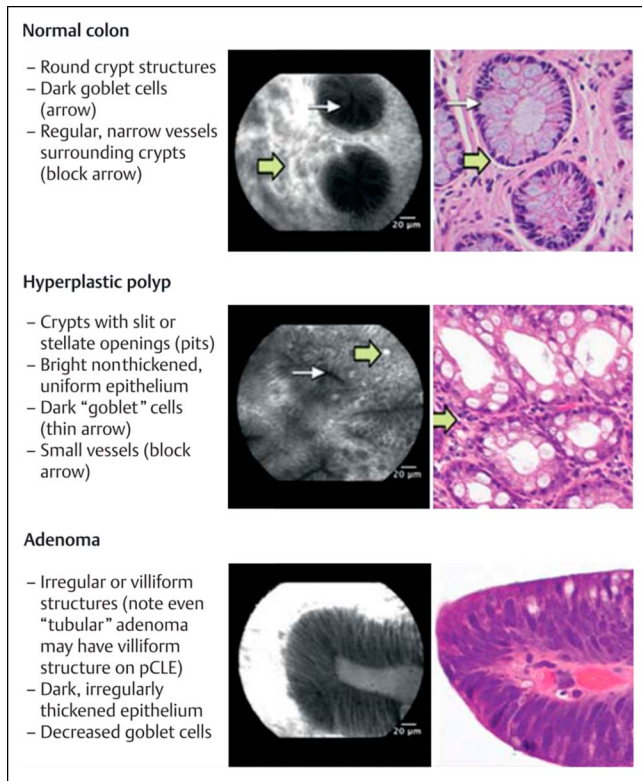 Normal colon
– Round crypt structures
– Dark goblet cells
(arrow)
– Regular, narrow vessels
surrounding crypts
(block arrow)
20 µm
Hyperplastic polyp
– Crypts with slit or
stellate openings (pits)
– Bright nonthickened,
uniform epithelium
– Dark “goblet” cells
(thin arrow)
– Small vessels (block
arrow)
20 µm
Adenoma
– Irregular or villiform
structures (note even
“tubular” adenoma
may have villiform
structure on pCLE)
– Dark, irregularly
thickened epithelium
– Decreased goblet cells
20 µm